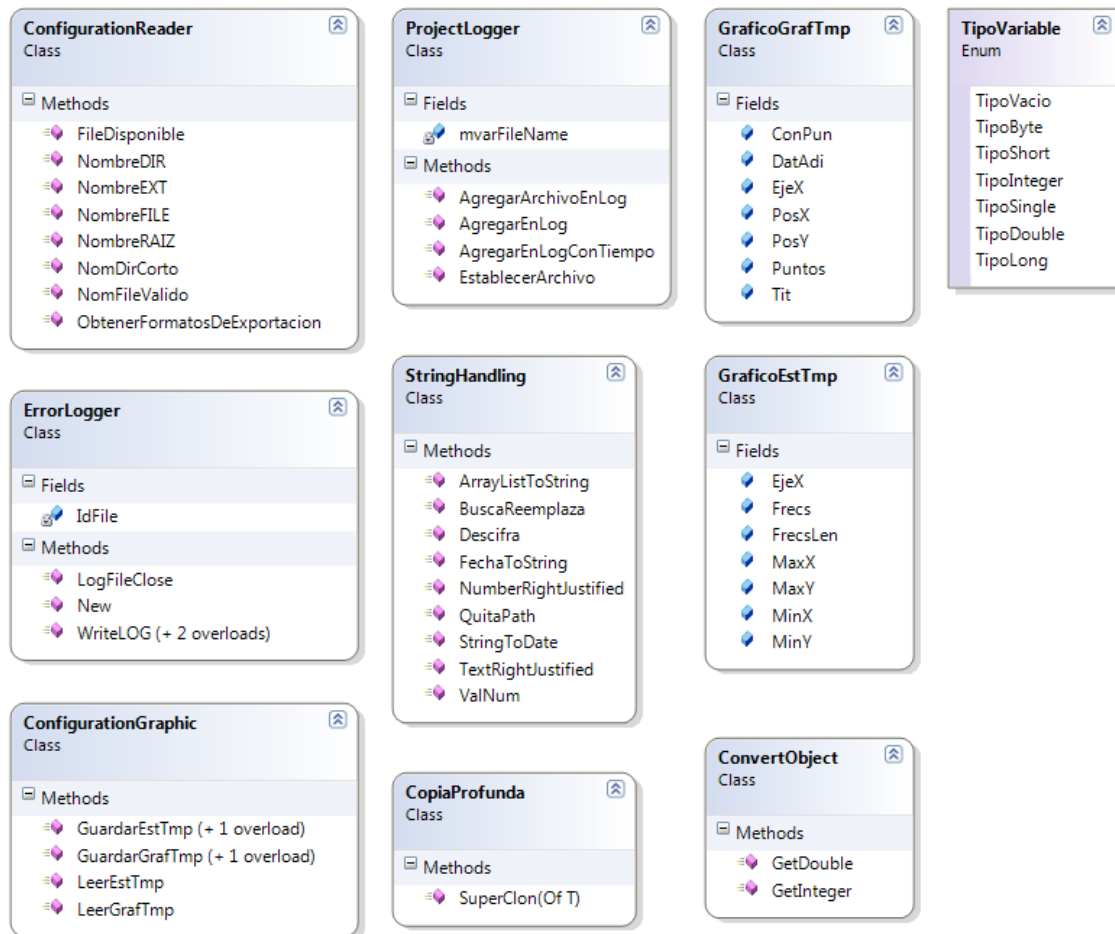 ConfigurationReader
Class
Methods
FileDisponible
NombreDIR
NombreEXT
NombreFILE
NombreRAIZ
NomDirCorto
NomFileValido
ObtenerFormatosDeExportacion
ErrorLogger
Class
Fields
IdFile
Methods
LogFileClose
New
WriteLOG (+ 2 overloads)
ConfigurationGraphic
Class
Methods
GuardarEstTmp (+ 1 overload)
GuardarGrafTmp (+ 1 overload)
LeerEstTmp
LeerGrafTmp
ProjectLogger
Class
Fields
mvarFileName
Methods
AgregarArchivoEnLog
AgregarEnLog
AgregarEnLogConTiempo
EstablecerArchivo
StringHandling
Class
Methods
ArrayListToString
BuscaReemplaza
Descifra
FechaToString
NumberRightJustified
QuitaPath
StringToDate
TextRightJustified
ValNum
CopiaProfunda
Class
Methods
SuperClon(Of T)
GraficoGrafTmp
Class
Fields
ConPun
DatAdi
EjeX
PosX
PosY
Puntos
Tit
GraficoEstTmp
Class
Fields
EjeX
Frecs
FrecsLen
MaxX
MaxY
MinX
MinY
ConvertObject
Class
Methods
GetDouble
GetInteger
TipoVariable
Enum
TipoVacio
TipoByte
TipoShort
TipoInteger
TipoSingle
TipoDouble
TipoLong